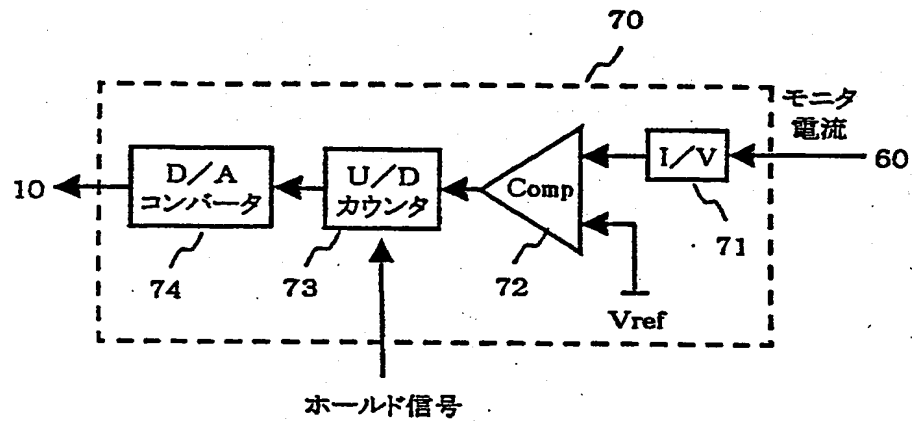 70
モニタ
電流
10
D/A
コンバータ
U/D
カウンタ
Comp
I/V
60
74
73
72
71
Vref
ホールド信号